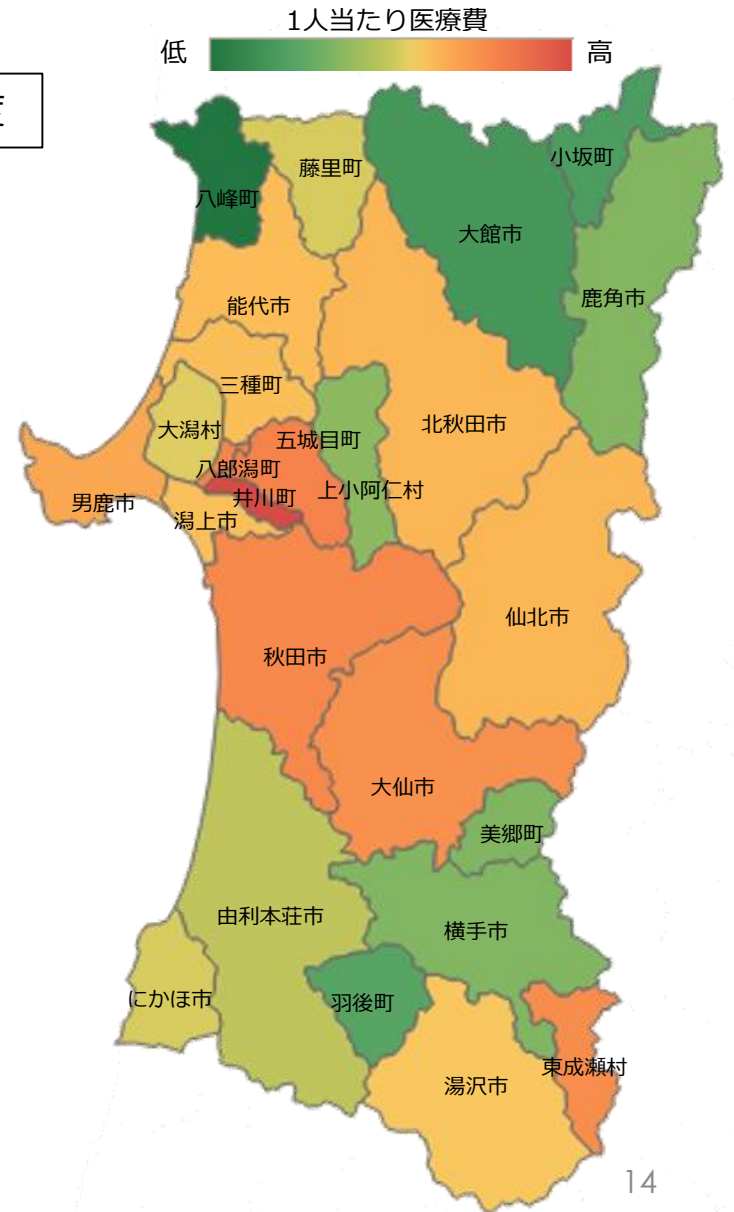 1人当たり医療費
低 高
度
八峰町
藤里町
小坂町
大館市
鹿角市
能代市
三種町
大潟村
北秋田市
五城目町
八郎潟町
上小阿仁村
井川町
男鹿市
潟上市
仙北市
秋田市
大仙市
美郷町
由利本荘市
横手市
にかほ市
羽後町
東成瀬村
湯沢市
14